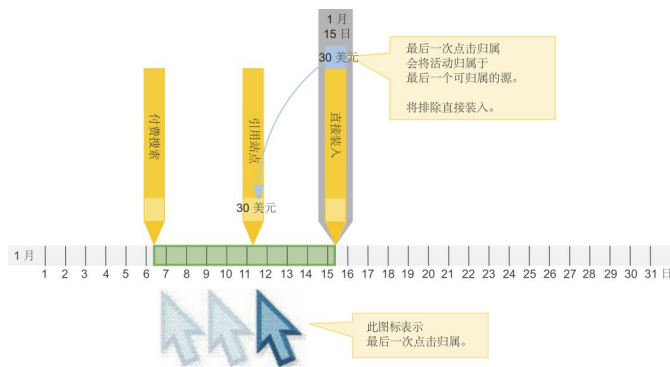 1 月
15 日
30 美元
最后一次点击归属
会将活动归属于
最后一个可归属的源。
将排除直接装入。
付费搜索
引用站点
直接装入
30 美元
1 月
1 2 3 4 5 6 7 8 9 10 11 12 13 14 15 16 17 18 19 20 21 22 23 24 25 26 27 28 29 30 31 日
此图标表示
最后一次点击归属。